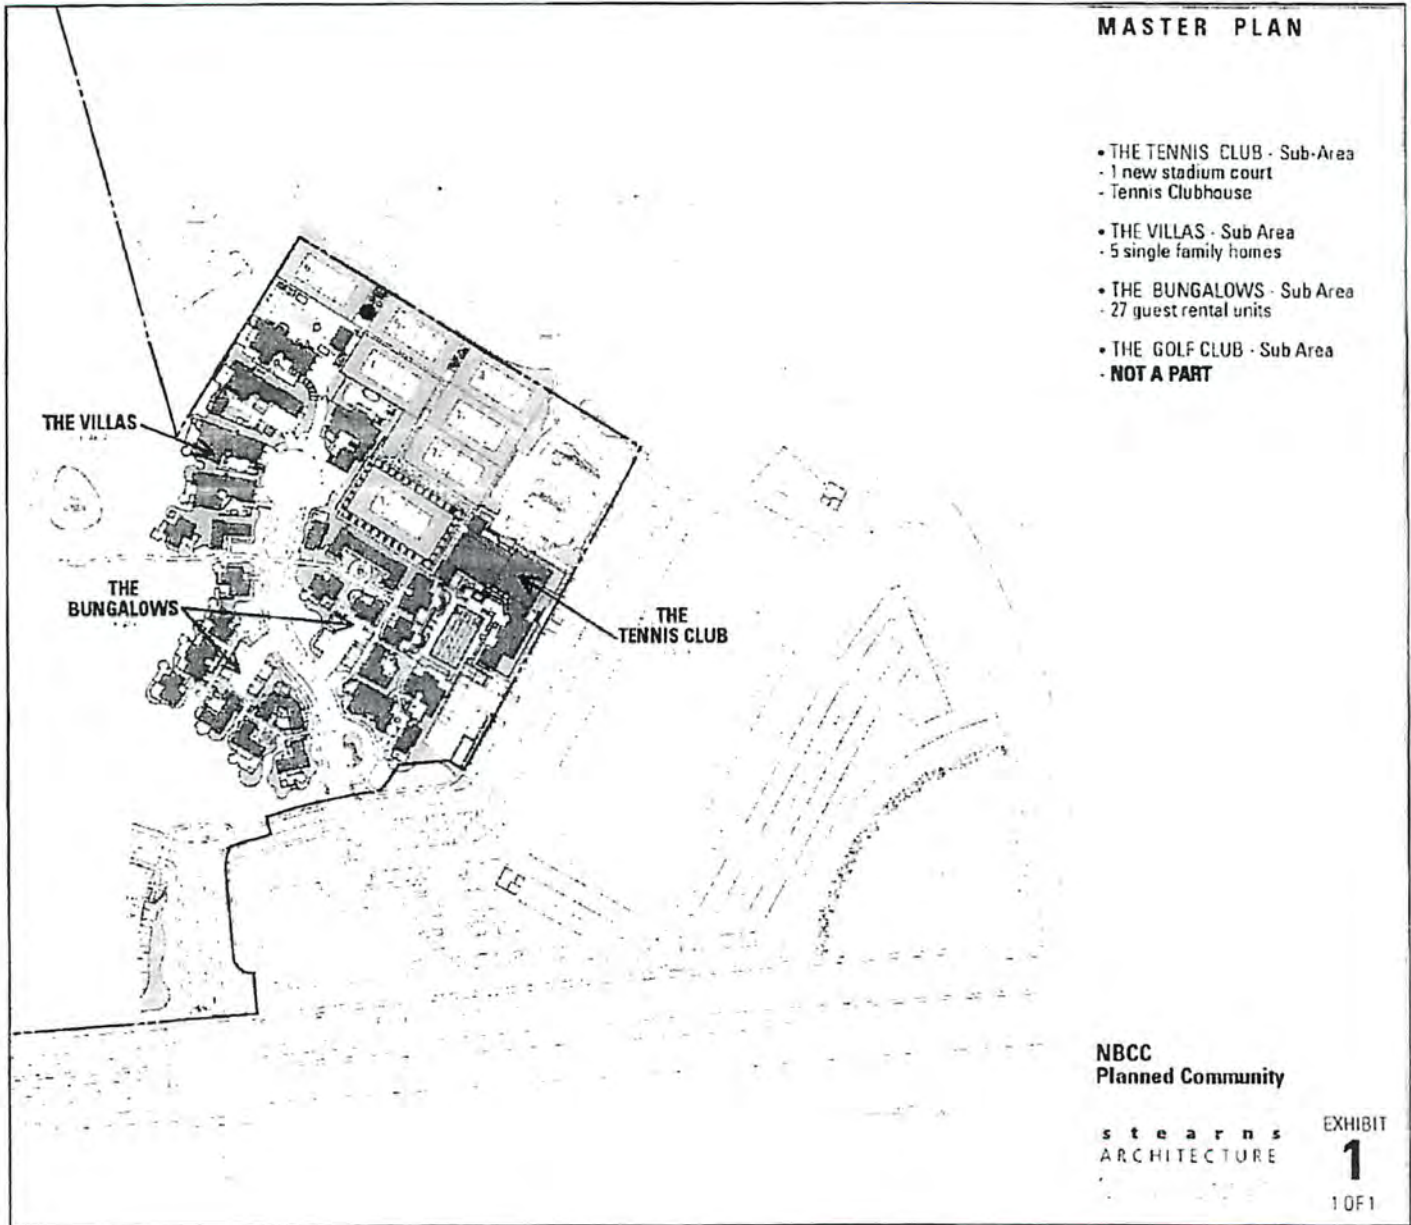 MASTER PLAN
• THE TENNIS CLUB - Sub-Area
- 1 new stadium court
- Tennis Clubhouse
• THE VILLAS - Sub Area
- 5 single family homes
• THE BUNGALOWS - Sub Area
- 27 guest rental units
• THE GOLF CLUB - Sub Area
- NOT A PART
THE VILLAS
THE
BUNGALOWS
THE
TENNIS CLUB
NBCC
Planned Community
stearns
ARCHITECTURE
EXHIBIT
1
1 OF 1